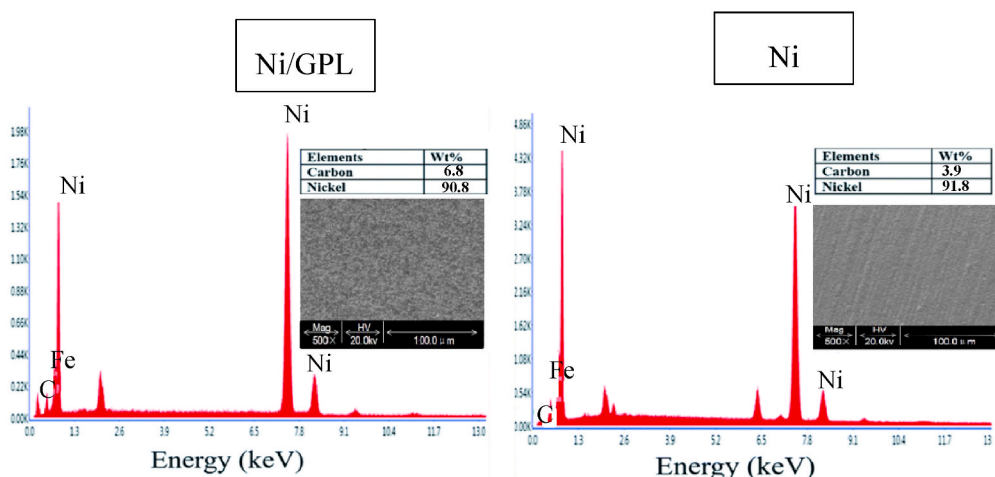 Ni/GPL
Ni
1.98K
1.76K
1.54K
1.32K
1.10K
0.88K
0.66K
0.44K
0.22K
0.00K
Ni
Fe
C
Ni
Ni
Elements Wt%
Carbon 6.8
Nickel 90.8
Mag HV
500× 20.0kv 100.0 µm
0.0 1.3 2.6 3.9 5.2 6.5 7.8 9.1 10.4 11.7 13.0
Energy (keV)
4.86K
4.32K
3.78K
3.24K
2.70K
2.16K
1.62K
1.08K
0.54K
0.00K
Ni
Fe
C
Ni
Ni
Elements Wt%
Carbon 3.9
Nickel 91.8
Mag HV
500× 20.0kv 100.0 µm
0.0 1.3 2.6 3.9 5.2 6.5 7.8 9.1 10.4 11.7 13.
Energy (keV)